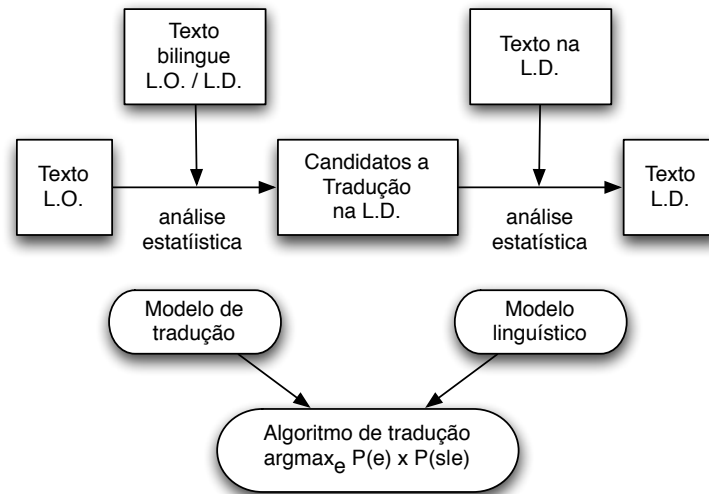 Texto
bilingue
L.O. / L.D.
Texto na
L.D.
Texto
L.O.
Candidatos a
Tradução
na L.D.
Texto
L.D.
análise
estatíistica
análise
estatística
Modelo de
tradução
Modelo
linguístico
Algoritmo de tradução
argmaxₑ P(e) x P(sle)